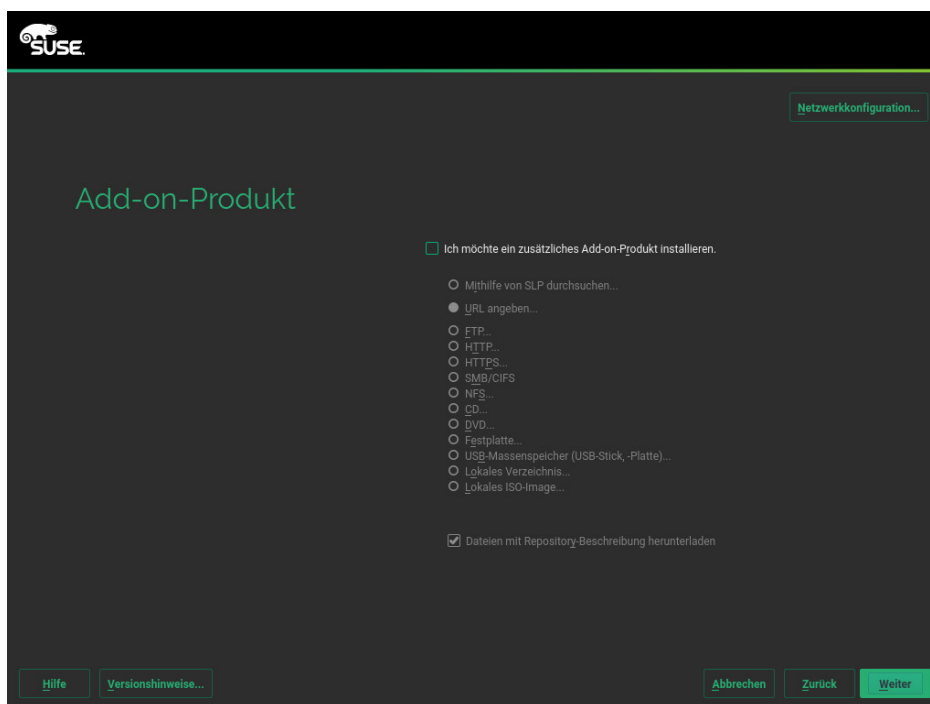 SUSE.
Netzwerkkonfiguration...
Add-on-Produkt
Ich möchte ein zusätzliches Add-on-Produkt installieren.
Mithilfe von SLP durchsuchen...
URL angeben...
FTP...
HTTP...
HTTPS...
SMB/CIFS
NFS...
CD...
DVD...
Festplatte...
USB-Massenspeicher (USB-Stick, -Platte)...
Lokales Verzeichnis...
Lokales ISO-Image...
Dateien mit Repository-Beschreibung herunterladen
Hilfe
Versionshinweise...
Abbrechen
Zurück
Weiter